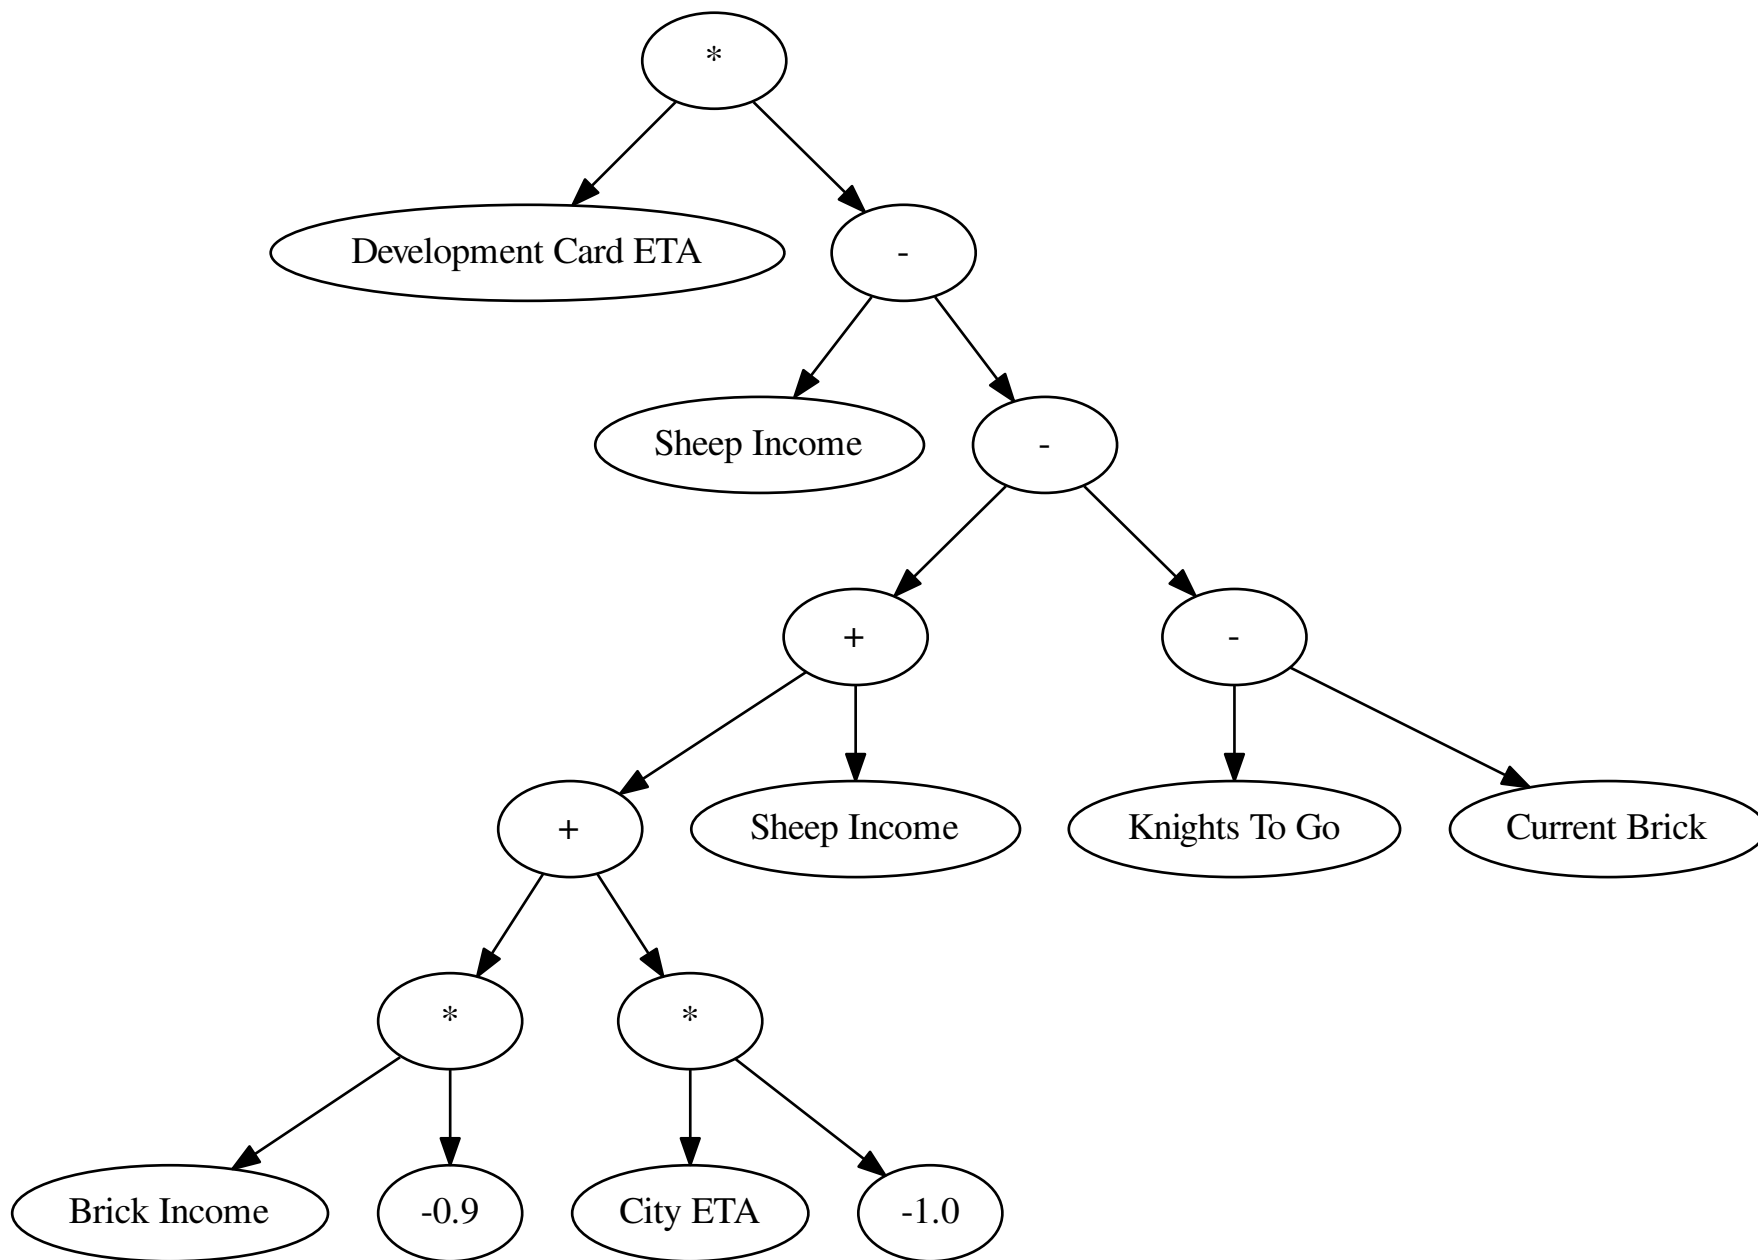 *
Development Card ETA
-
Sheep Income
-
+
-
+
Sheep Income
Knights To Go
Current Brick
*
*
Brick Income
-0.9
City ETA
-1.0